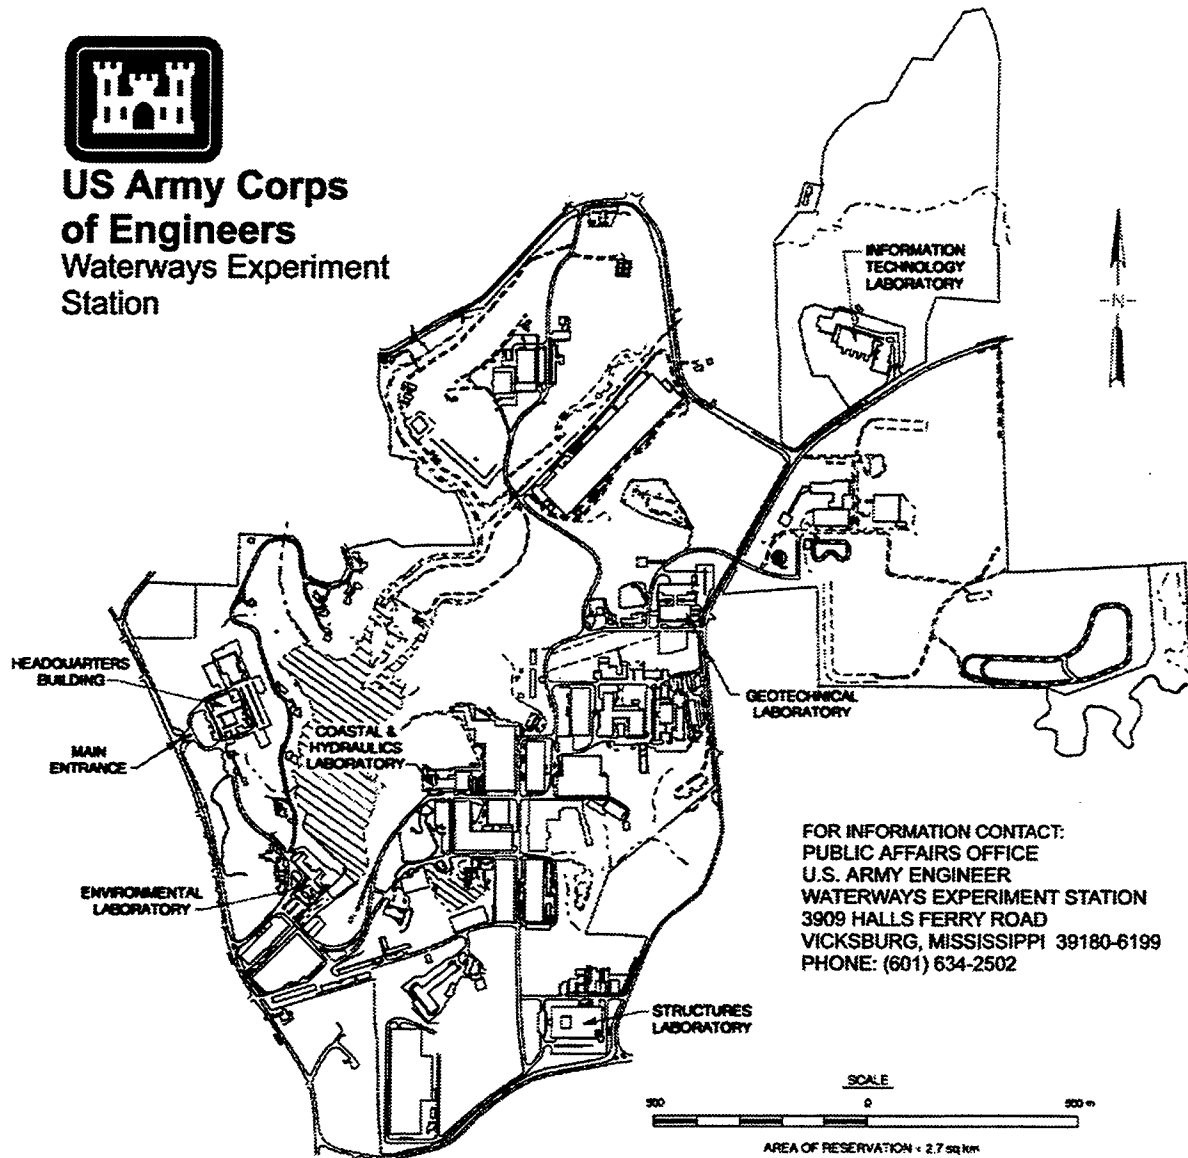 US Army Corps
of Engineers
Waterways Experiment
Station
INFORMATION
TECHNOLOGY
LABORATORY
N
HEADQUARTERS
BUILDING
MAIN
ENTRANCE
COASTAL &
HYDRAULICS
LABORATORY
GEOTECHNICAL
LABORATORY
ENVIRONMENTAL
LABORATORY
STRUCTURES
LABORATORY
FOR INFORMATION CONTACT:
PUBLIC AFFAIRS OFFICE
U.S. ARMY ENGINEER
WATERWAYS EXPERIMENT STATION
3909 HALLS FERRY ROAD
VICKSBURG, MISSISSIPPI 39180-6199
PHONE: (601) 634-2502
SCALE
500 0 500 m
AREA OF RESERVATION = 2.7 sq km